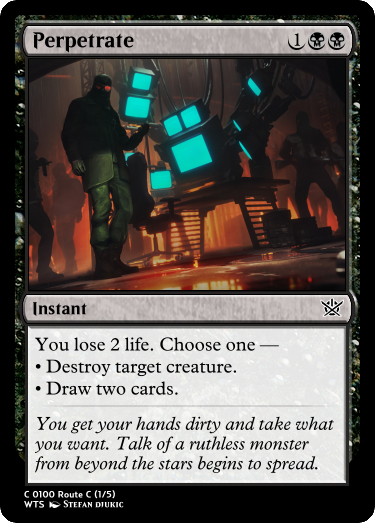 Perpetrate 1
Instant
You lose 2 life. Choose one —
• Destroy target creature.
• Draw two cards.
You get your hands dirty and take what
you want. Talk of a ruthless monster
from beyond the stars begins to spread.
C 0100 Route C (1/5)
WTS Stefan Djukic